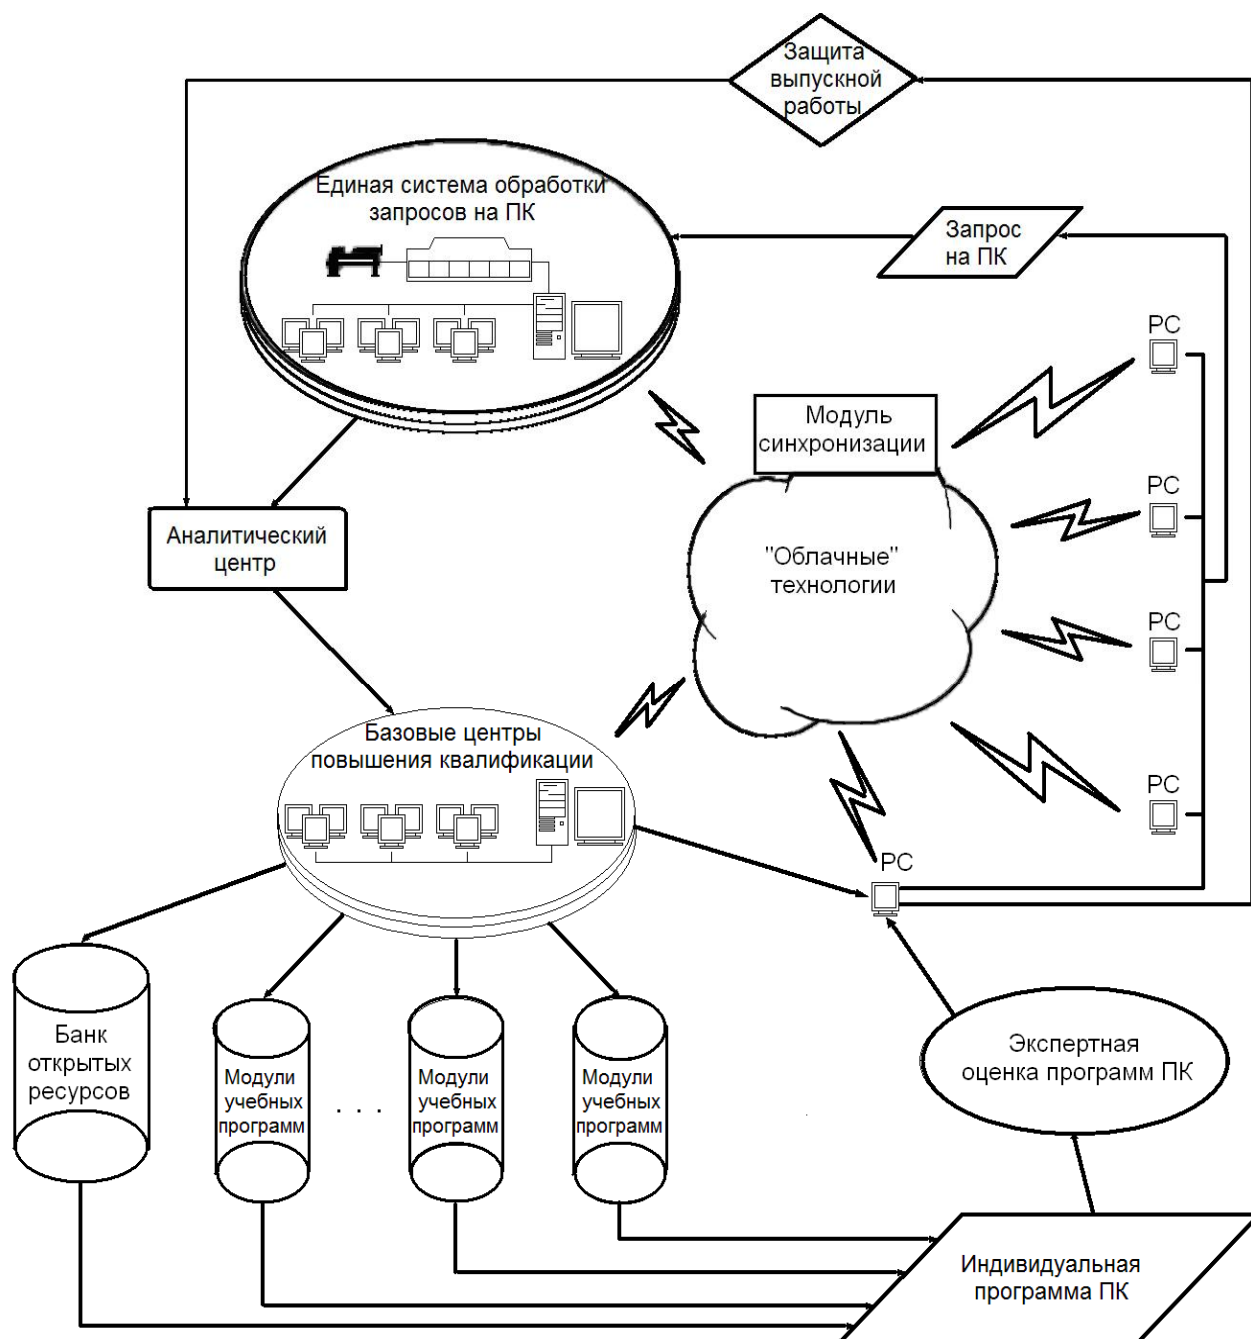 Защита
выпускной
работы
Единая система обработки
запросов на ПК
Запрос
на ПК
PC
Модуль
синхронизации
PC
Аналитический
центр
"Облачные"
технологии
PC
Базовые центры
повышения квалификации
PC
PC
Банк
открытых
ресурсов
Модули
учебных
программ
. . .
Модули
учебных
программ
Модули
учебных
программ
Экспертная
оценка программ ПК
Индивидуальная
программа ПК